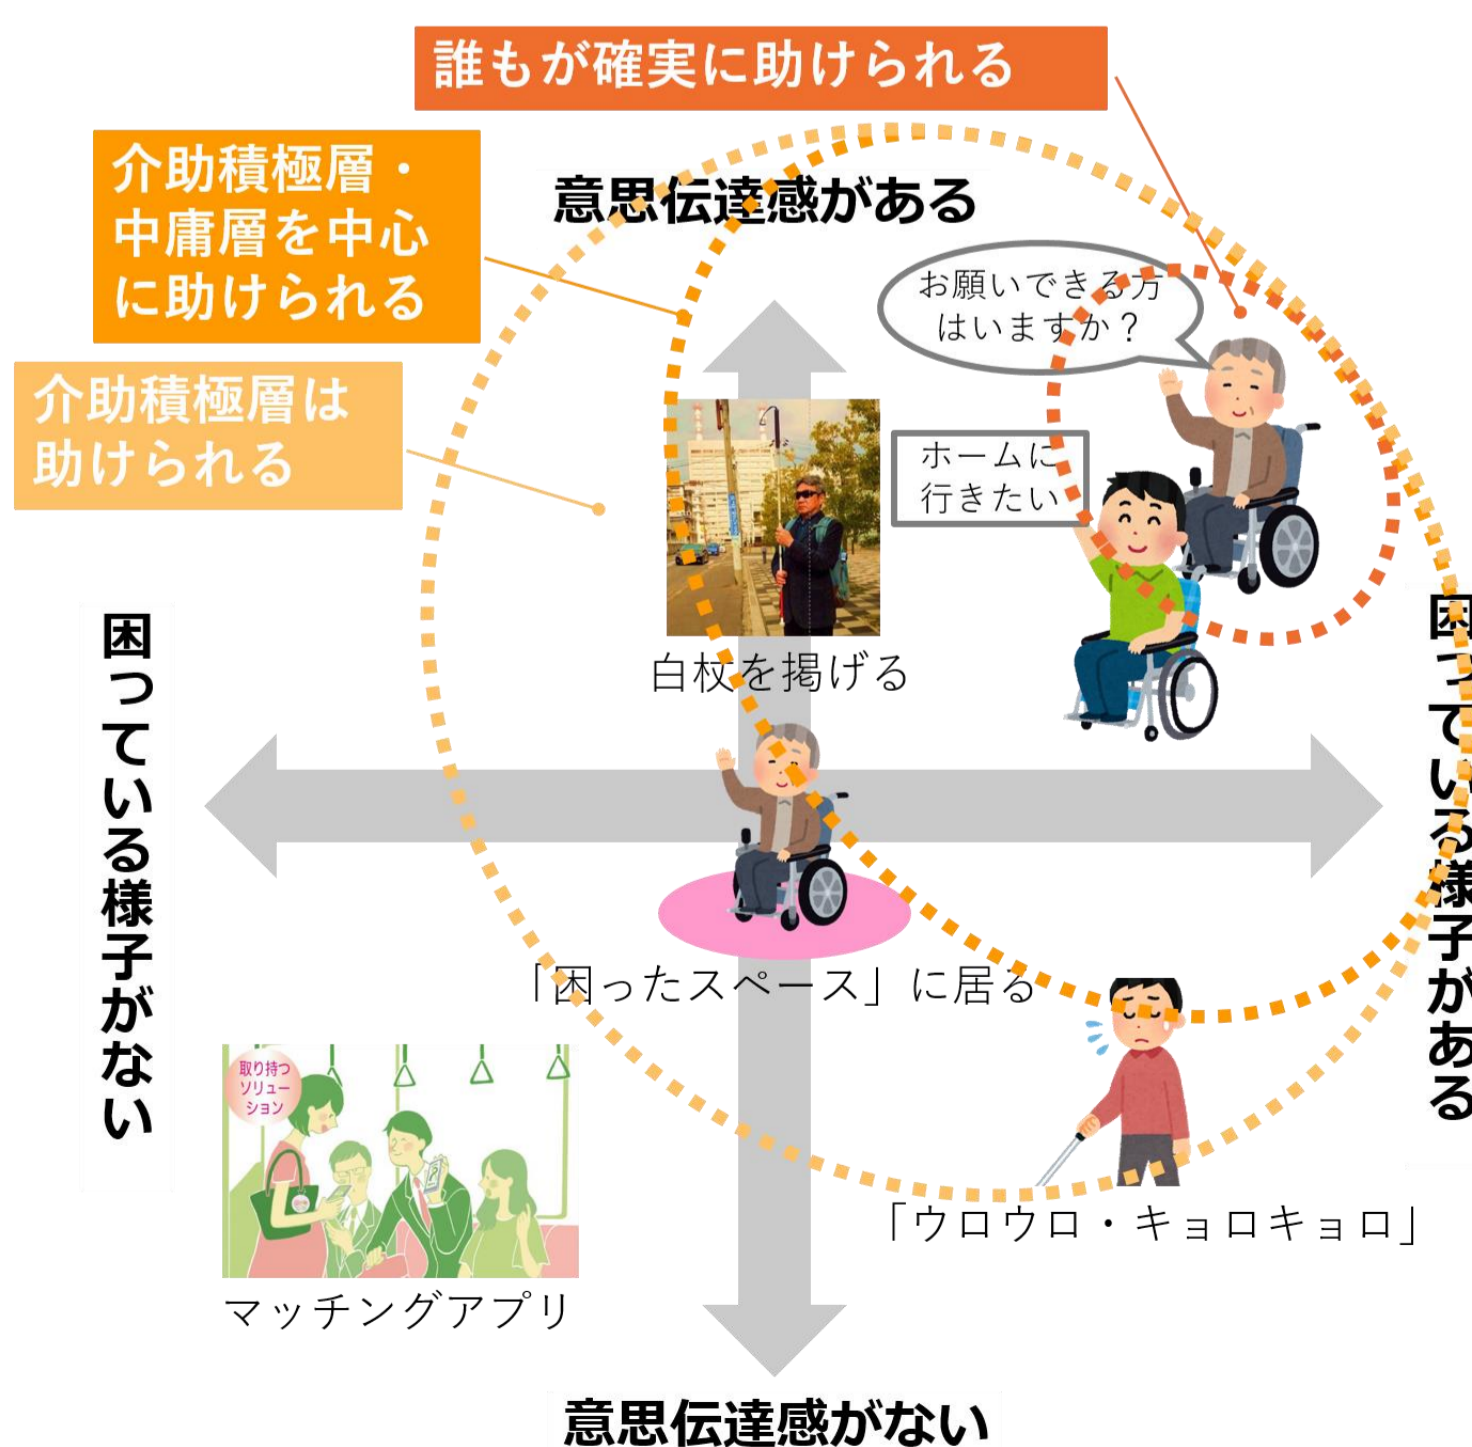 誰もが確実に助けられる
介助積極層・
中庸層を中心
に助けられる
意思伝達感がある
お願いできる方
はいますか？
介助積極層は
助けられる
ホームに
行きたい
白杖を掲げる
困っている様子がない
困っている様子がある
「困ったスペース」に居る
取り持つ
ソリュー
ション
「ウロウロ・キョロキョロ」
マッチングアプリ
意思伝達感がない